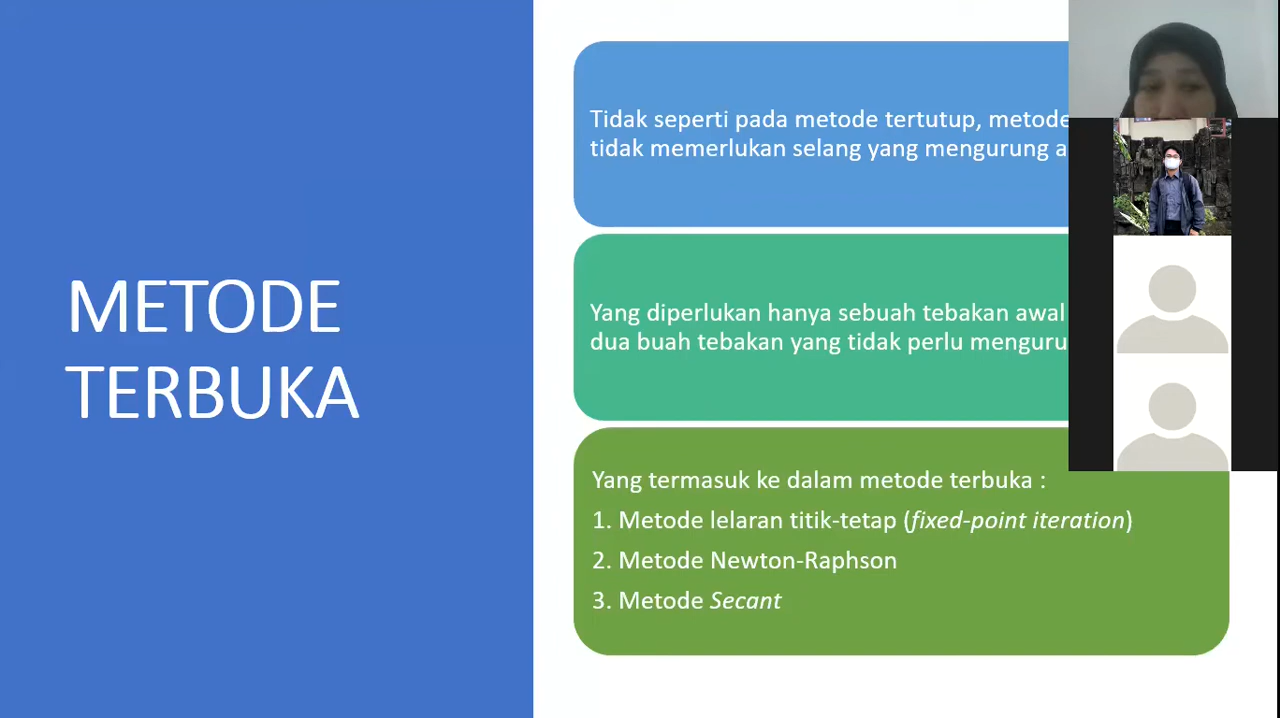 METODE
TERBUKA
Tidak seperti pada metode tertutup, metode
tidak memerlukan selang yang mengurung
Yang diperlukan hanya sebuah tebakan awal
dua buah tebakan yang tidak perlu
Yang termasuk ke dalam metode terbuka :
1. Metode lelaran titik-tetap (fixed-point iteration)
2. Metode Newton-Raphson
3. Metode Secant